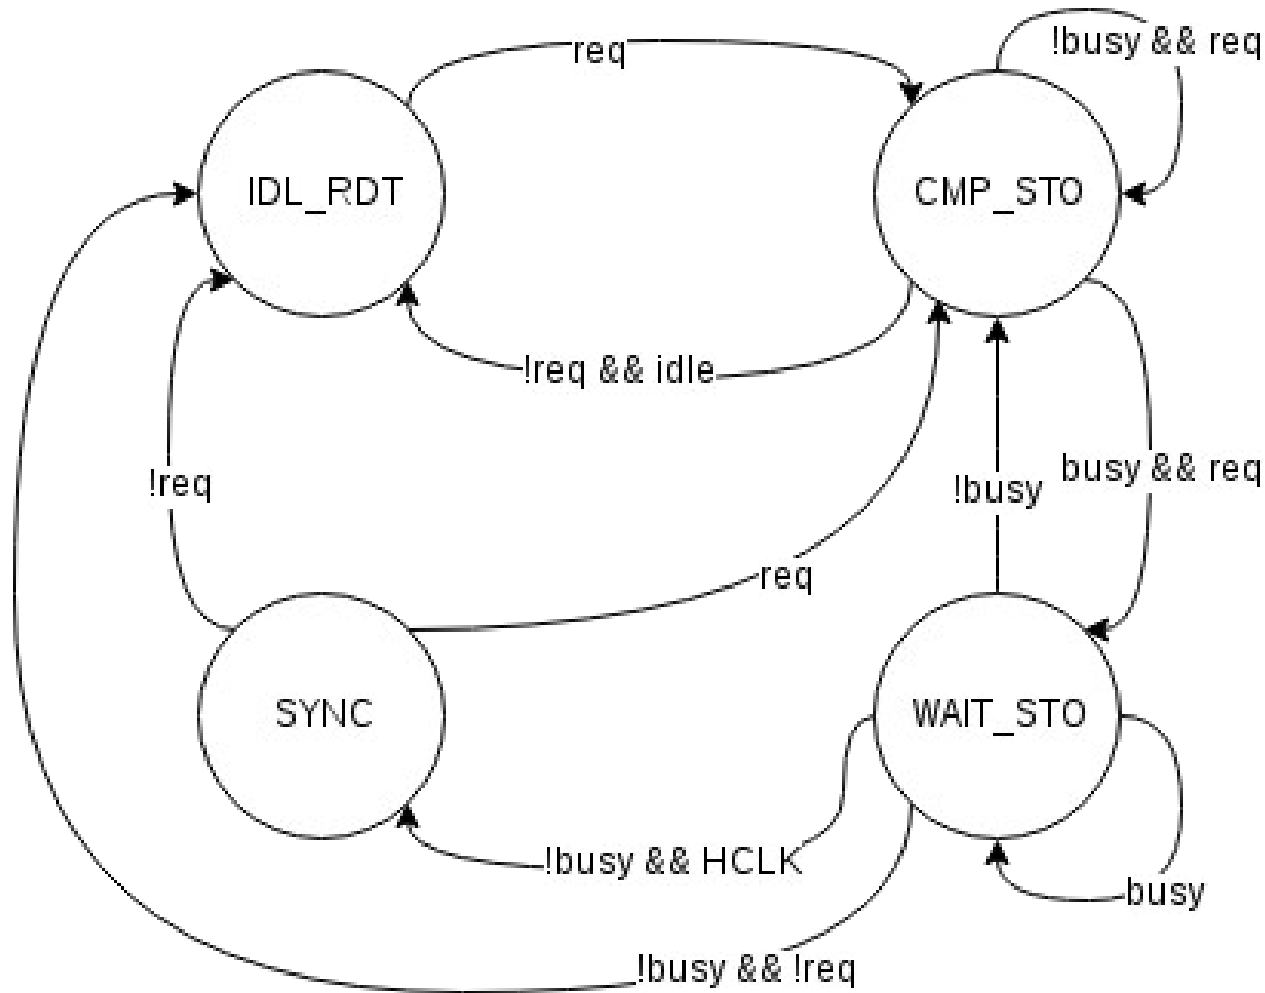 !busy && req
req
IDL_RDT
CMP_STO
!req && idle
busy && req
!req
!busy
req
SYNC
WAIT_STO
!busy && HCLK
busy
!busy && !req